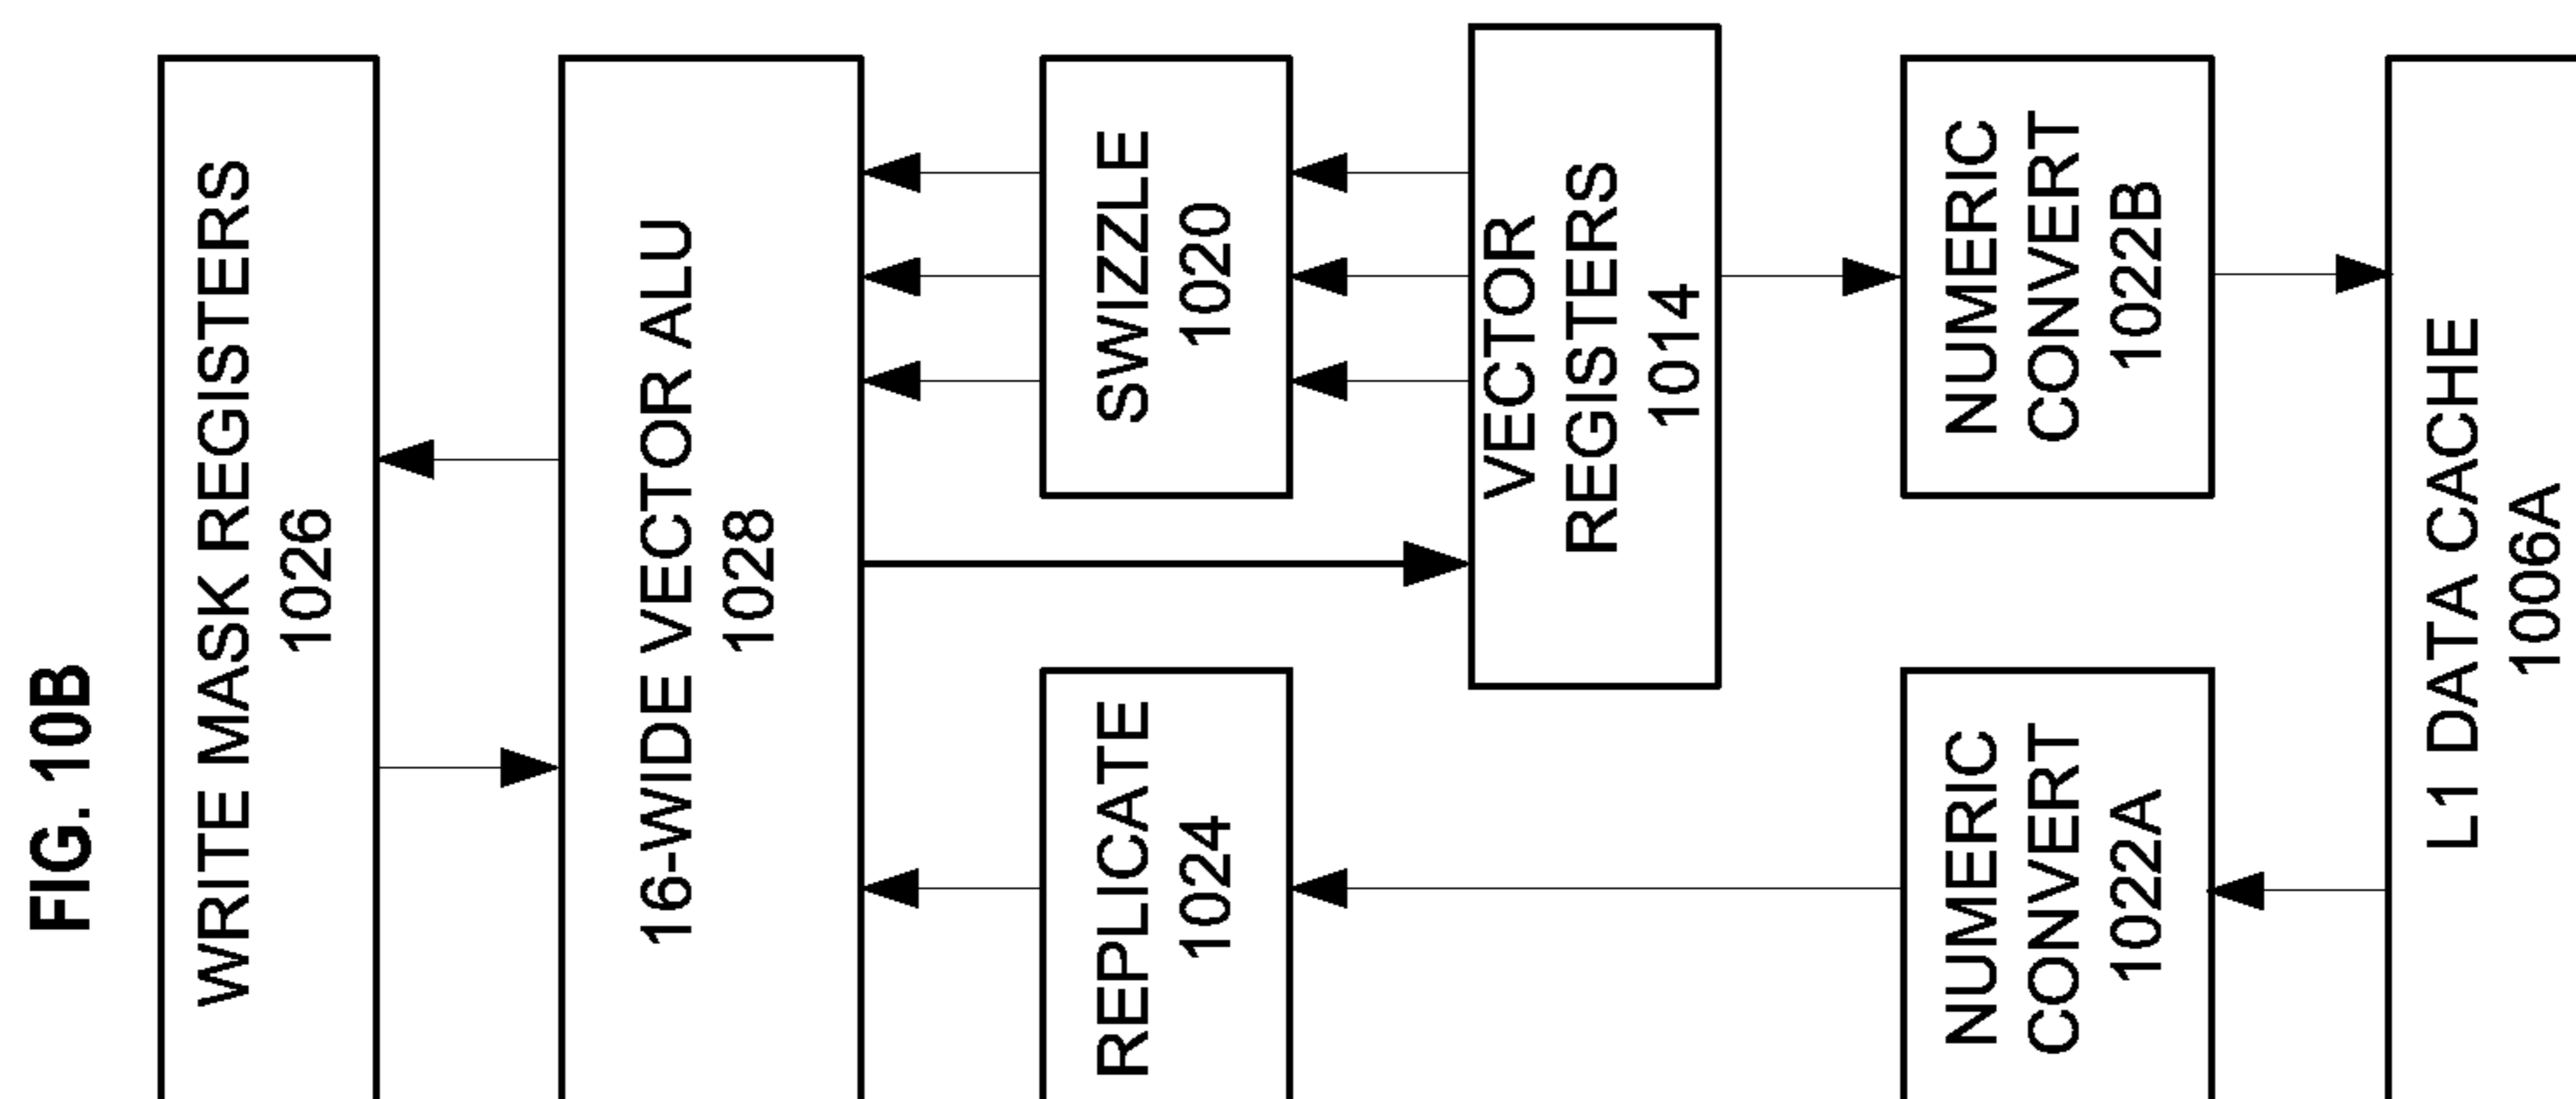 FIG. 10B
WRITE MASK REGISTERS
1026
16-WIDE VECTOR ALU
1028
REPLICATE
1024
SWIZZLE
1020
VECTOR
REGISTERS
1014
NUMERIC
CONVERT
1022A
NUMERIC
CONVERT
1022B
L1 DATA CACHE
1006A